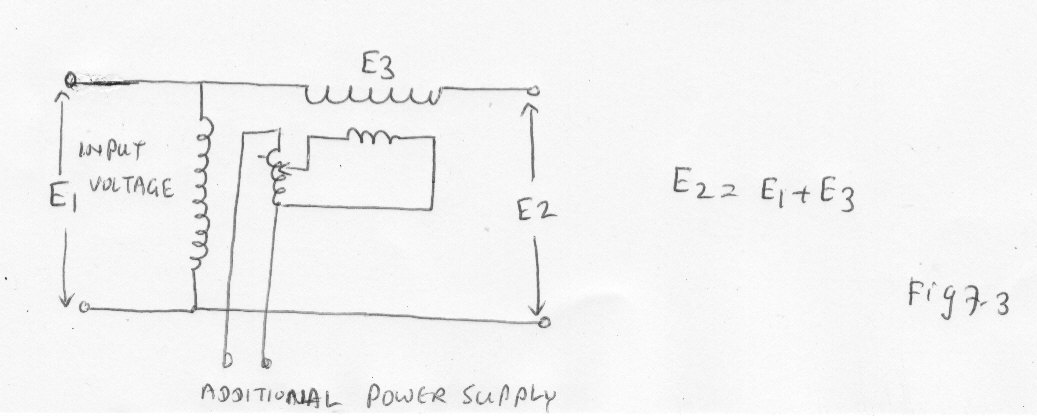 E3
INPUT
VOLTAGE
E1
E2
E2 = E1 + E3
Fig 7.3
ADDITIONAL POWER SUPPLY